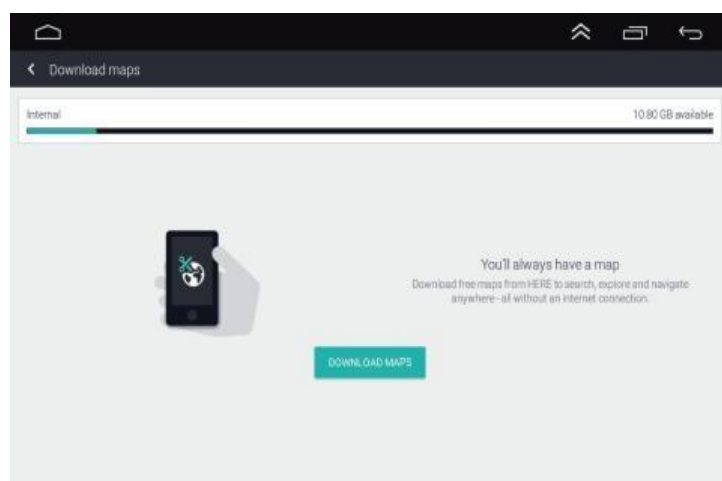 Download maps
Internal
10.80 GB available
You'll always have a map
Download free maps from HERE to search, explore and navigate
anywhere - all without an internet connection.
DOWNLOAD MAPS